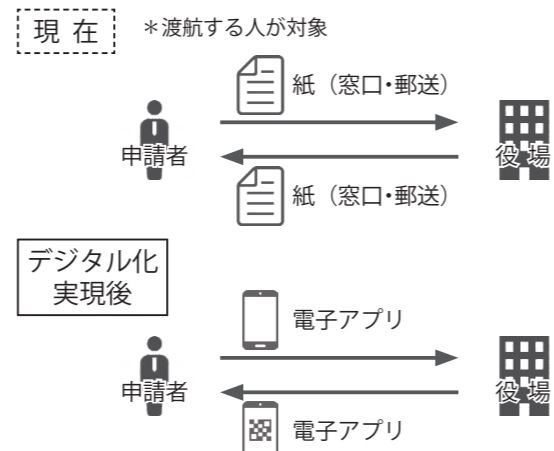 現在
＊渡航する人が対象
紙（窓口・郵送）
申請者
役場
紙（窓口・郵送）
デジタル化
実現後
電子アプリ
申請者
役場
電子アプリ